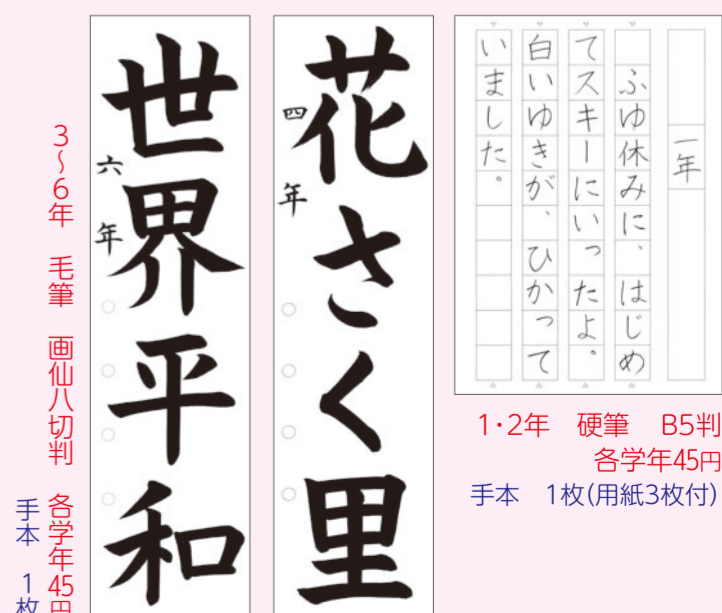 一年
ふゆ休みに、はじめ
てスキーにいったよ。
白いゆきが、ひかって
いました。
1・2年 硬筆 B5判
各学年45円
手本 1枚(用紙3枚付)
花さく里
四年
世界平和
六年
3～6年 毛筆 画仙八切判 各学年45円
手本 1枚